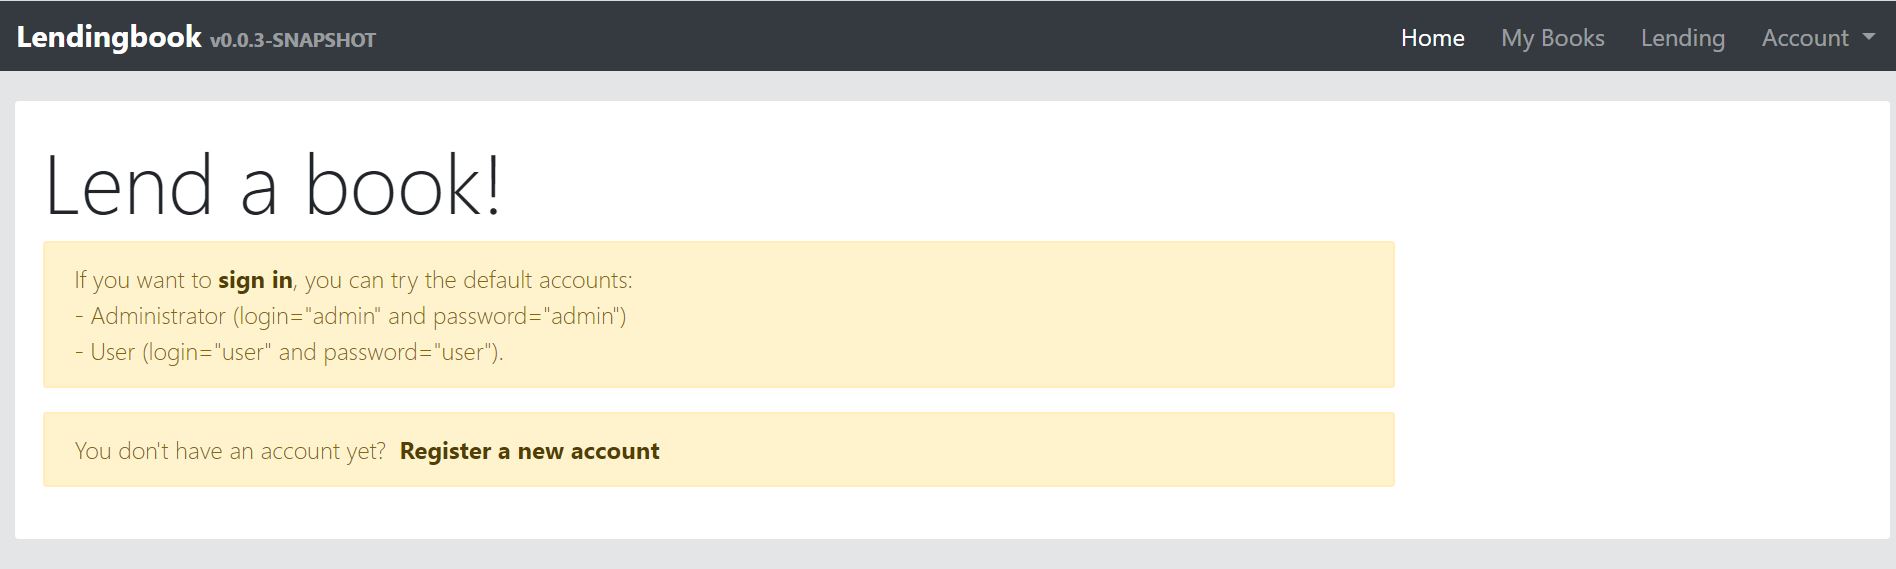 Lendingbook v0.0.3-SNAPSHOT Home My Books Lending Account
Lend a book!
If you want to sign in, you can try the default accounts:
- Administrator (login="admin" and password="admin")
- User (login="user" and password="user").
You don't have an account yet? Register a new account